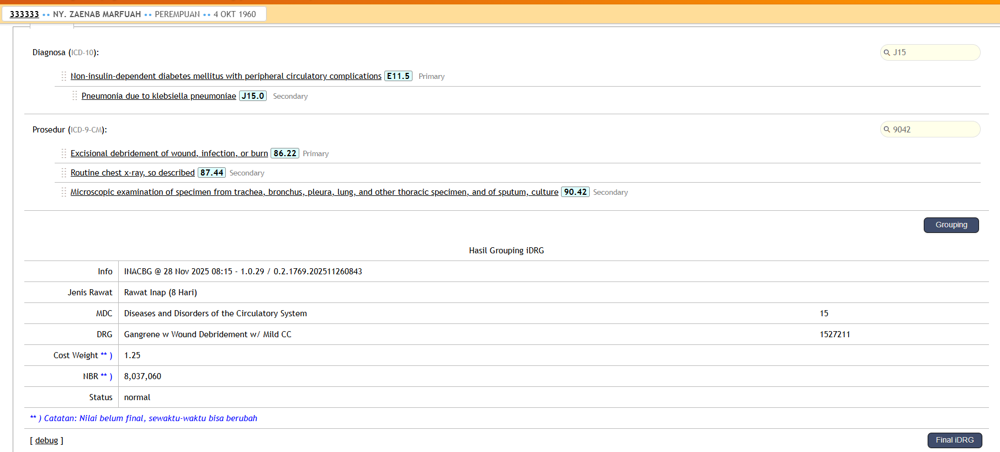 333333 •• NY. ZAENAB MARFUAH •• PEREMPUAN •• 4 OKT 1960
Diagnosa (ICD-10):
J15
Non-insulin-dependent diabetes mellitus with peripheral circulatory complications E11.5 Primary
Pneumonia due to klebsiella pneumoniae J15.0 Secondary
Prosedur (ICD-9-CM):
9042
Excisional debridement of wound, infection, or burn 86.22 Primary
Routine chest x-ray, so described 87.44 Secondary
Microscopic examination of specimen from trachea, bronchus, pleura, lung, and other thoracic specimen, and of sputum, culture 90.42 Secondary
Grouping
Hasil Grouping iDRG
Info INACBG @ 28 Nov 2025 08:15 - 1.0.29 / 0.2.1769.202511260843
Jenis Rawat Rawat Inap (8 Hari)
MDC Diseases and Disorders of the Circulatory System 15
DRG Gangrene w Wound Debridement w/ Mild CC 1527211
Cost Weight ** ) 1.25
NBR ** ) 8,037,060
Status normal
** ) Catatan: Nilai belum final, sewaktu-waktu bisa berubah
[ debug ]
Final iDRG